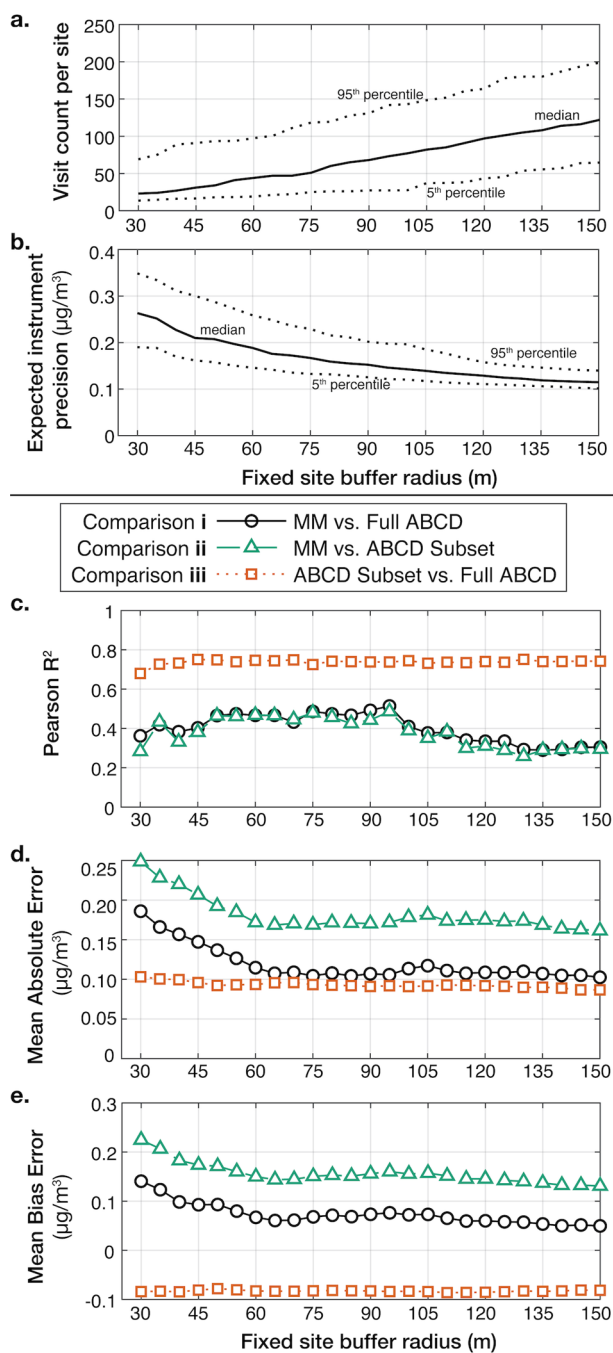 a.
Visit count per site
250
200
150
100
50
0
95th percentile
median
5th percentile
30 45 60 75 90 105 120 135 150
b.
Expected instrument
precision (µg/m³)
0.4
0.3
0.2
0.1
0
median
95th percentile
5th percentile
30 45 60 75 90 105 120 135 150
Fixed site buffer radius (m)
Comparison i MM vs. Full ABCD
Comparison ii MM vs. ABCD Subset
Comparison iii ABCD Subset vs. Full ABCD
c.
Pearson R²
1
0.8
0.6
0.4
0.2
0
30 45 60 75 90 105 120 135 150
d.
Mean Absolute Error
(µg/m³)
0.25
0.20
0.15
0.10
0.05
0
30 45 60 75 90 105 120 135 150
e.
Mean Bias Error
(µg/m³)
0.3
0.2
0.1
0
-0.1
30 45 60 75 90 105 120 135 150
Fixed site buffer radius (m)